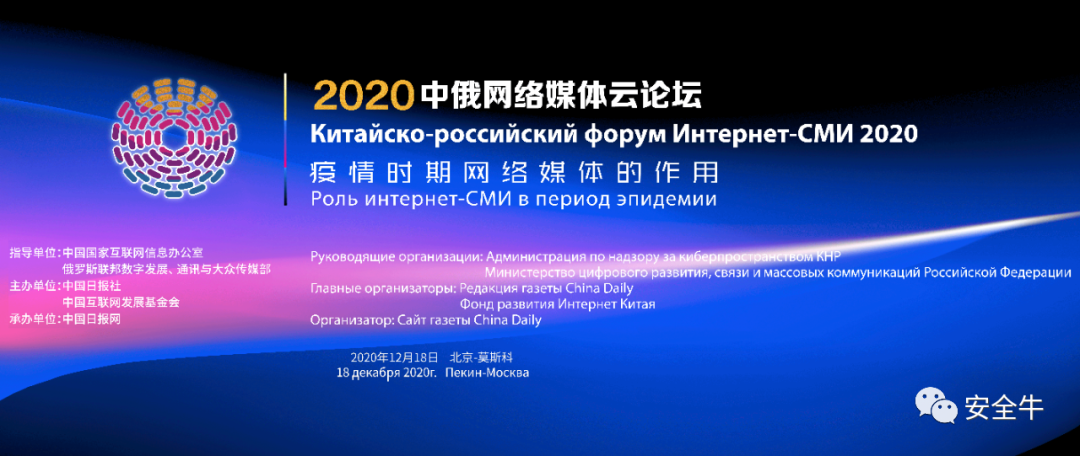 2020中俄网络媒体云论坛
Китайско-российский форум Интернет-СМИ 2020
疫情时期网络媒体的作用
Роль интернет-СМИ в период эпидемии
指导单位：中国国家互联网信息办公室
俄罗斯联邦数字发展、通讯与大众传媒部
主办单位：中国日报社
中国互联网发展基金会
承办单位：中国日报网
Руководящие организации: Администрация по надзору за киберпространством КНР
Министерство цифрового развития, связи и массовых коммуникаций Российской Федерации
Главные организаторы: Редакция газеты China Daily
Фонд развития Интернет Китая
Организатор: Сайт газеты China Daily
2020年12月18日 北京-莫斯科
18 декабря 2020г. Пекин-Москва
安全牛